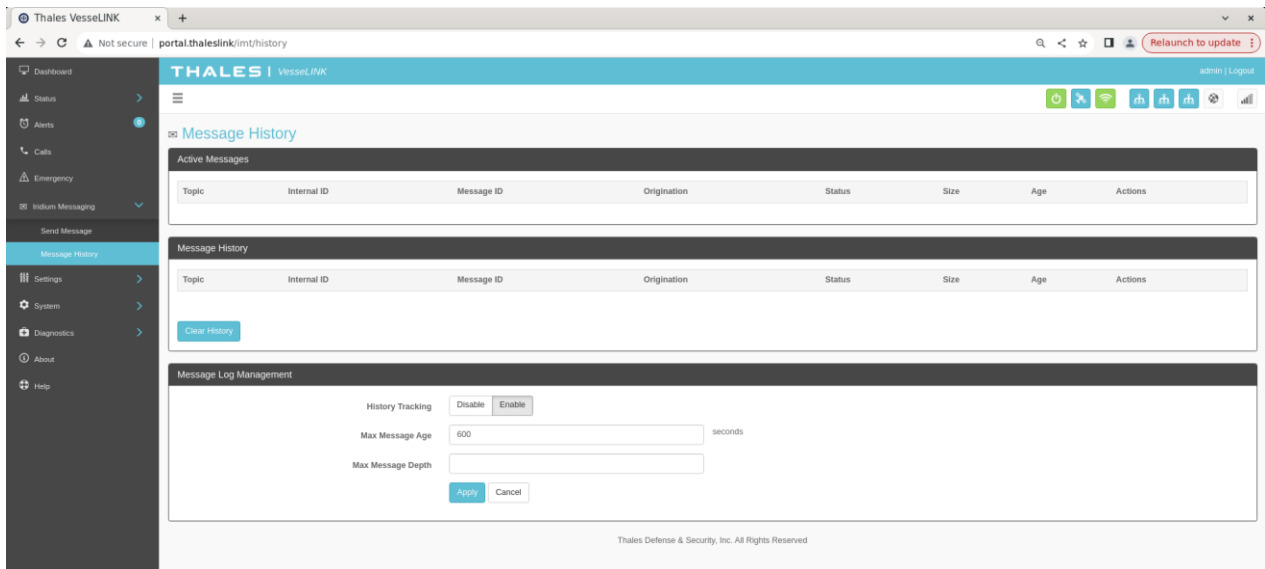 Thales VesseLINK
Not secure | portal.thaleslink/imt/history
Relaunch to update
THALES | VesseLINK
admin | Logout
Dashboard
Status
Alerts
0
Calls
Emergency
Iridium Messaging
Send Message
Message History
Settings
System
Diagnostics
About
Help
Message History
Active Messages
Topic Internal ID Message ID Origination Status Size Age Actions
Message History
Topic Internal ID Message ID Origination Status Size Age Actions
Clear History
Message Log Management
History Tracking Disable Enable
Max Message Age 600 seconds
Max Message Depth
Apply Cancel
Thales Defense & Security, Inc. All Rights Reserved